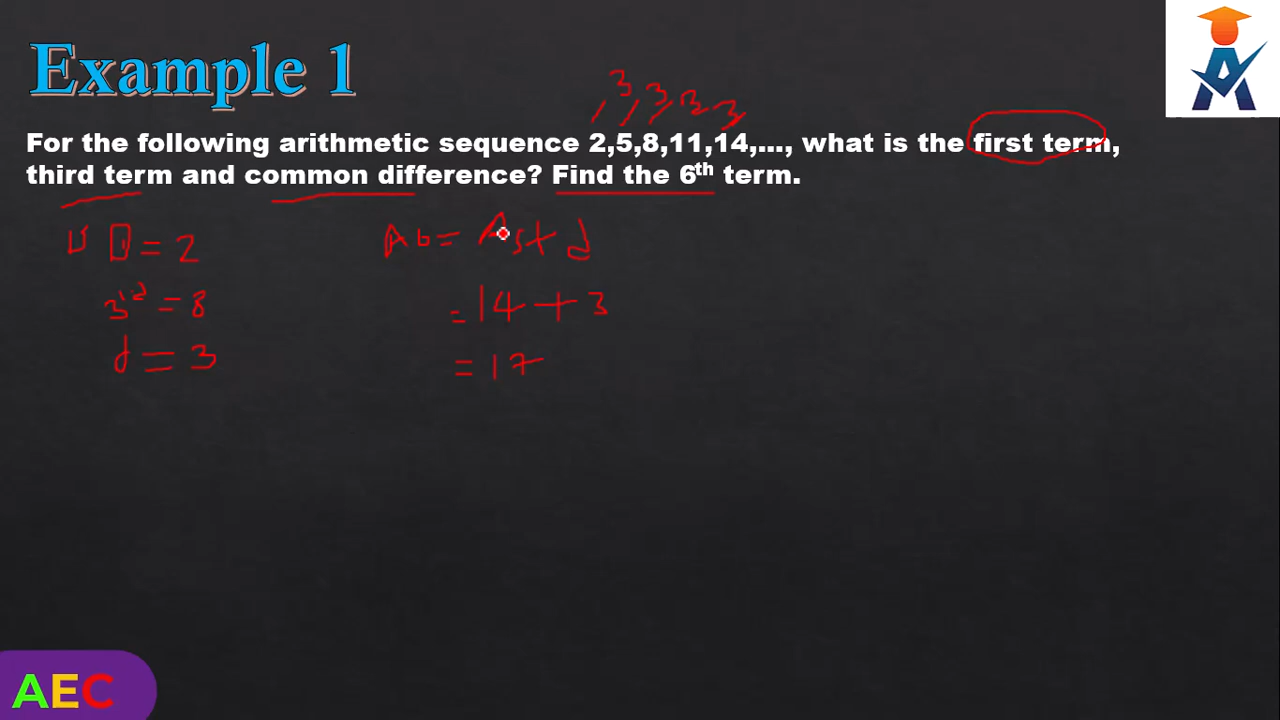 Example 1
3 3 3 3
For the following arithmetic sequence 2,5,8,11,14,..., what is the first term,
third term and common difference? Find the 6th term.
= 2
A6 = A5 + d
3rd = 8
= 14 + 3
d = 3
= 17
AEC